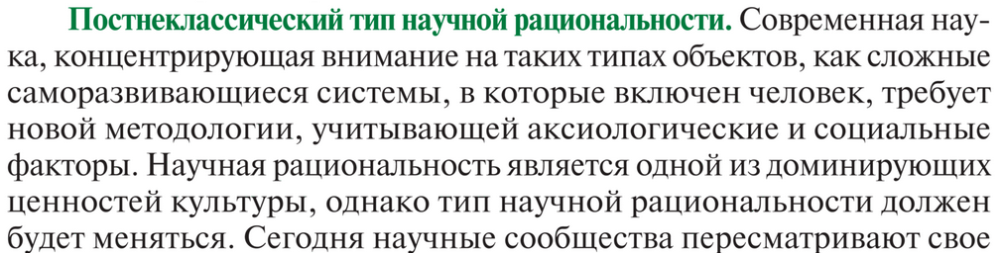 Постнеклассический тип научной рациональности. Современная нау-
ка, концентрирующая внимание на таких типах объектов, как сложные
саморазвивающиеся системы, в которые включен человек, требует
новой методологии, учитывающей аксиологические и социальные
факторы. Научная рациональность является одной из доминирующих
ценностей культуры, однако тип научной рациональности должен
будет меняться. Сегодня научные сообщества пересматривают свое